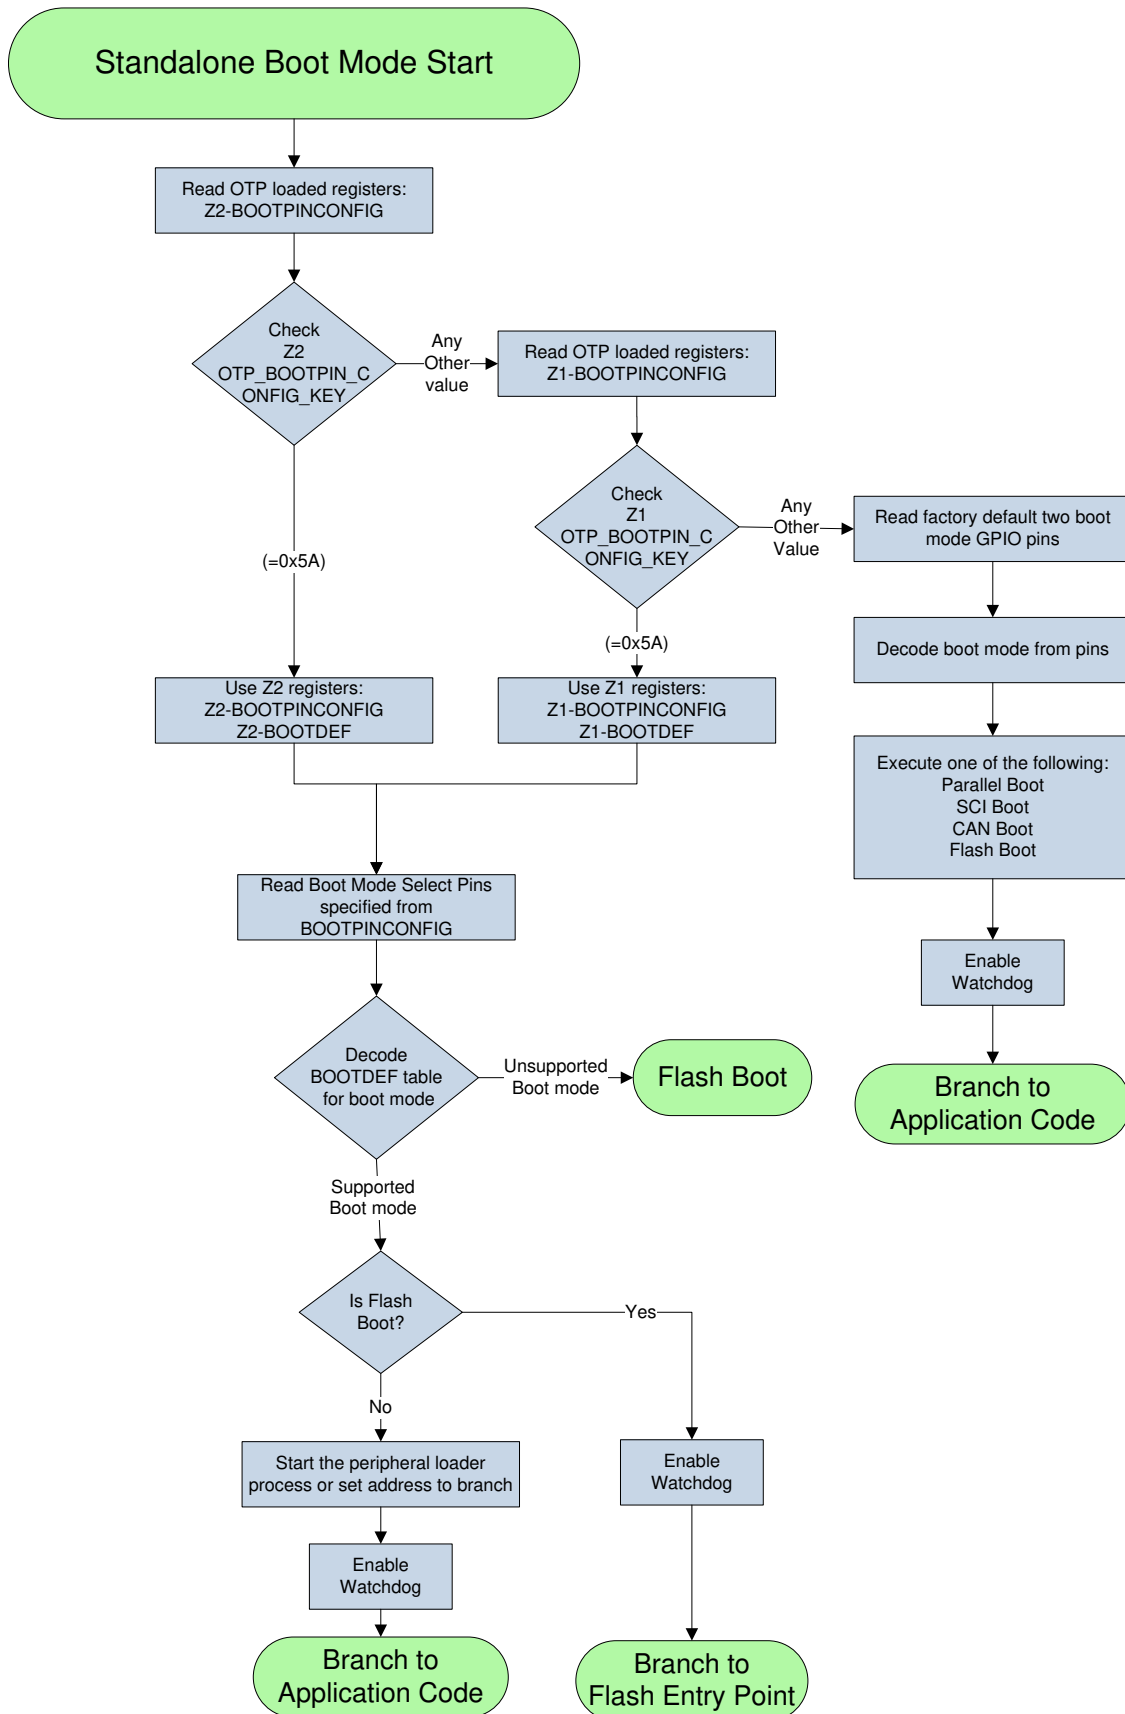 Standalone Boot Mode Start
Read OTP loaded registers:
Z2-BOOTPINCONFIG
Check
Z2
OTP_BOOTPIN_C
ONFIG_KEY
Any
Other
value
Read OTP loaded registers:
Z1-BOOTPINCONFIG
(=0x5A)
Check
Z1
OTP_BOOTPIN_C
ONFIG_KEY
Any
Other
Value
Read factory default two boot
mode GPIO pins
(=0x5A)
Decode boot mode from pins
Use Z2 registers:
Z2-BOOTPINCONFIG
Z2-BOOTDEF
Use Z1 registers:
Z1-BOOTPINCONFIG
Z1-BOOTDEF
Execute one of the following:
Parallel Boot
SCI Boot
CAN Boot
Flash Boot
Read Boot Mode Select Pins
specified from
BOOTPINCONFIG
Enable
Watchdog
Decode
BOOTDEF table
for boot mode
Unsupported
Boot mode
Flash Boot
Branch to
Application Code
Supported
Boot mode
Is Flash
Boot?
Yes
No
Start the peripheral loader
process or set address to branch
Enable
Watchdog
Enable
Watchdog
Branch to
Application Code
Branch to
Flash Entry Point